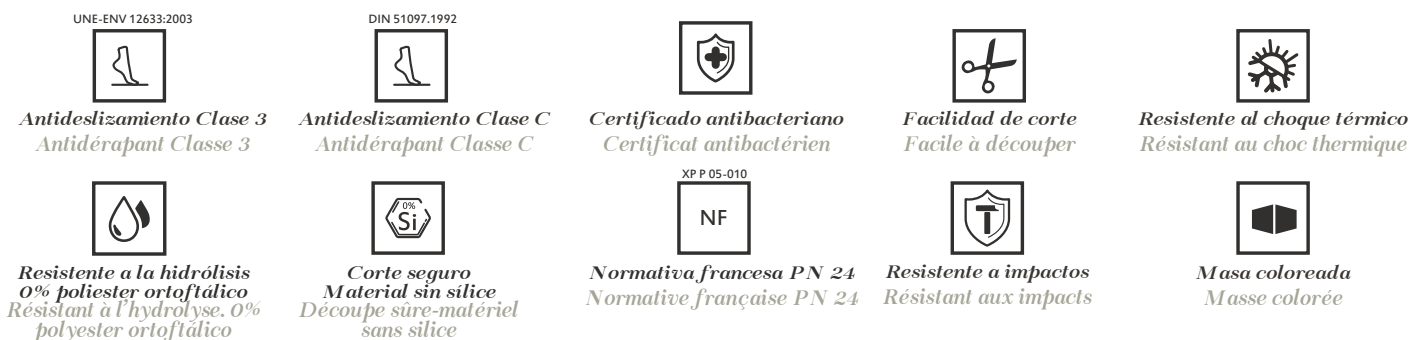 UNE-ENV 12633:2003
Antideslizamiento Clase 3
Antidérapant Classe 3
DIN 51097.1992
Antideslizamiento Clase C
Antidérapant Classe C
Certificado antibacteriano
Certificat antibactérien
Facilidad de corte
Facile à découper
Resistente al choque térmico
Résistant au choc thermique
Resistente a la hidrólisis
0% poliester ortoftálico
Résistant à l'hydrolyse. 0%
polyester ortoftálico
0%
Si
Corte seguro
Material sin sílice
Découpe sûre-matériel
sans silice
XP P 05-010
NF
Normativa francesa P N 24
Normative française P N 24
T
Resistente a impactos
Résistant aux impacts
Masa coloreada
Masse colorée